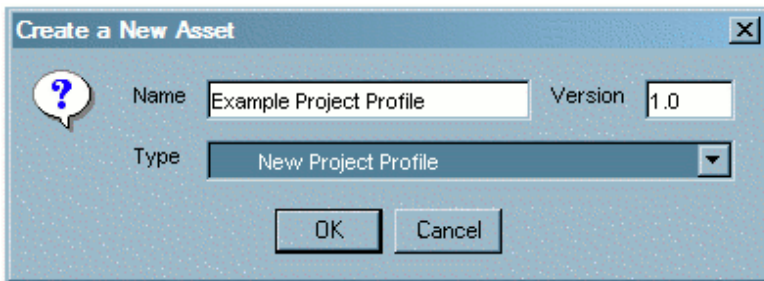 Create a New Asset
Name Example Project Profile Version 1.0
Type New Project Profile
OK Cancel